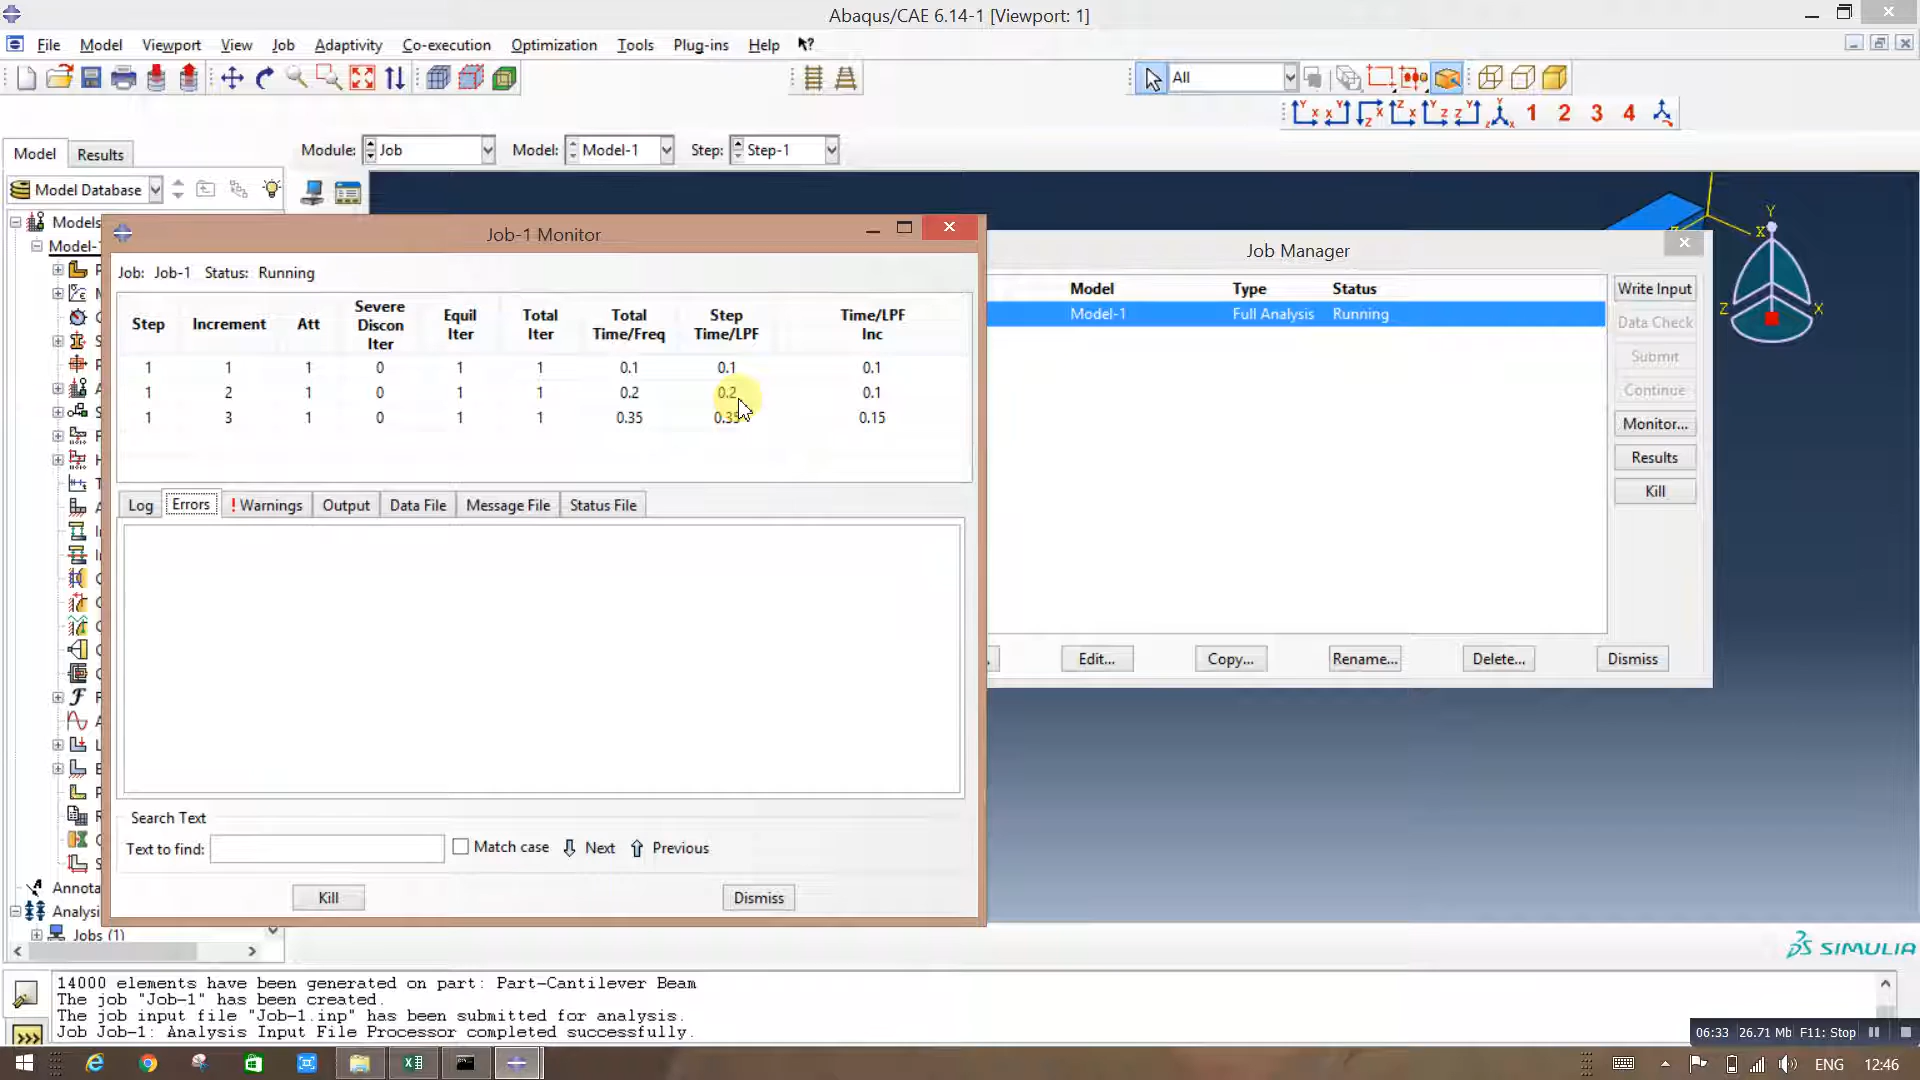 Abaqus/CAE 6.14-1 [Viewport: 1]
File Model Viewport View Job Adaptivity Co-execution Optimization Tools Plug-ins Help
All
1 2 3 4
Model Results
Module: Job Model: Model-1 Step: Step-1
Model Database
Models
Model-1
Job-1 Monitor
Job: Job-1 Status: Running
Step Increment Att Severe Discon Iter Equil Iter Total Iter Total Time/Freq Step Time/LPF Time/LPF Inc
1 1 1 0 1 1 0.1 0.1 0.1
1 2 1 0 1 1 0.2 0.2 0.1
1 3 1 0 1 1 0.35 0.35 0.15
Log Errors ! Warnings Output Data File Message File Status File
Search Text
Text to find: Match case Next Previous
Kill Dismiss
Job Manager
Model Type Status
Model-1 Full Analysis Running
Write Input
Data Check
Submit
Continue
Monitor...
Results
Kill
Edit... Copy... Rename... Delete... Dismiss
Y
X
Z
X
Annota
Analysi
Jobs (1)
SIMULIA
14000 elements have been generated on part: Part-Cantilever Beam
The job "Job-1" has been created.
The job input file "Job-1.inp" has been submitted for analysis.
Job Job-1: Analysis Input File Processor completed successfully.
06:33 26.71 Mb F11: Stop
ENG 12:46